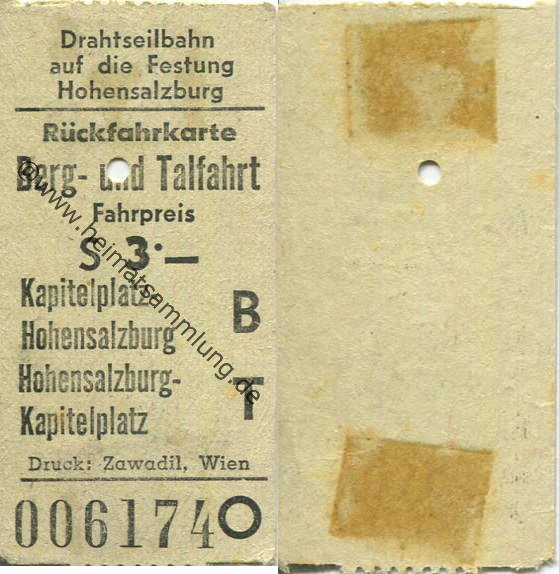 Drahtseilbahn
auf die Festung
Hohensalzburg
Rückfahrkarte
Berg- und Talfahrt
Fahrpreis
S 3·—
Kapitelplatz-
Hohensalzburg
B
Hohensalzburg-
Kapitelplatz
T
Druck: Zawadil, Wien
006174 O
©www.heimatsammlung.de